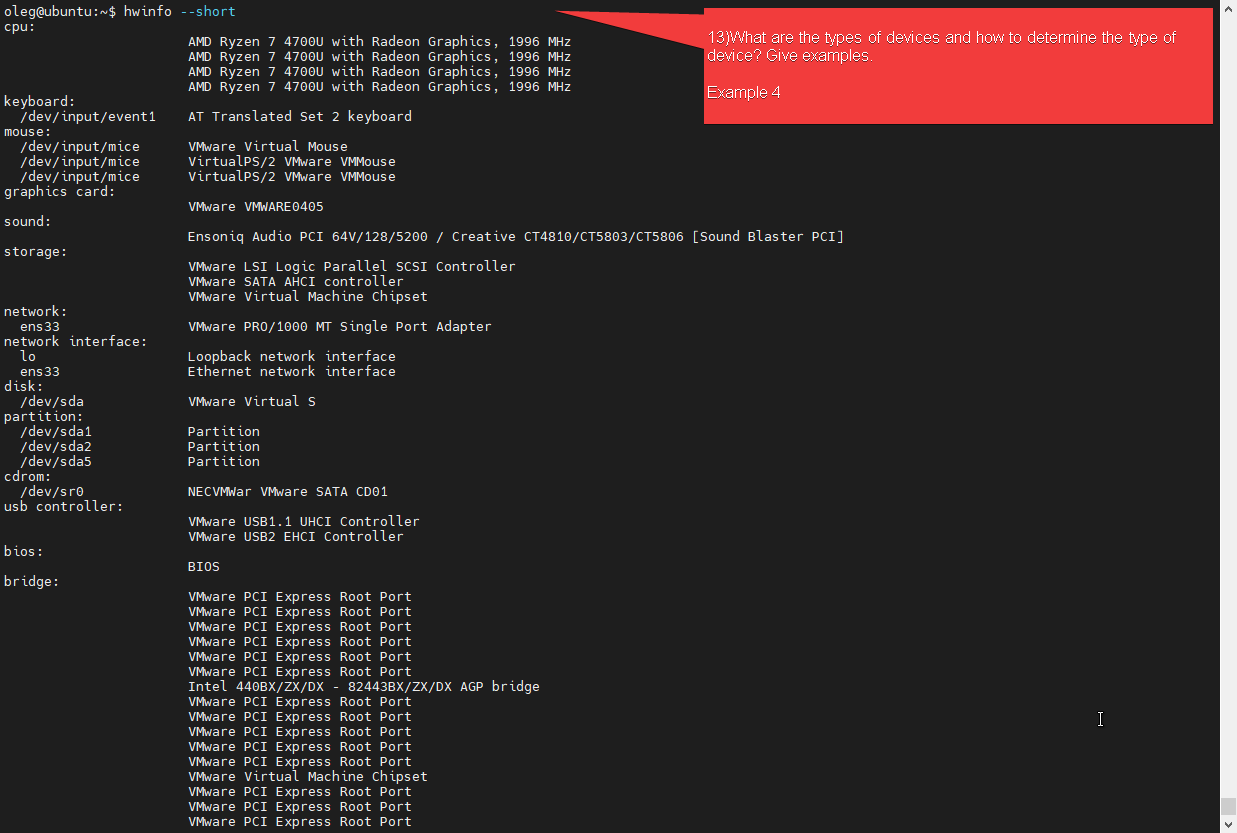 oleg@ubuntu:~$ hwinfo --short
cpu:
AMD Ryzen 7 4700U with Radeon Graphics, 1996 MHz
AMD Ryzen 7 4700U with Radeon Graphics, 1996 MHz
AMD Ryzen 7 4700U with Radeon Graphics, 1996 MHz
AMD Ryzen 7 4700U with Radeon Graphics, 1996 MHz
keyboard:
/dev/input/event1 AT Translated Set 2 keyboard
mouse:
/dev/input/mice VMware Virtual Mouse
/dev/input/mice VirtualPS/2 VMware VMMouse
/dev/input/mice VirtualPS/2 VMware VMMouse
graphics card:
VMware VMWARE0405
sound:
Ensoniq Audio PCI 64V/128/5200 / Creative CT4810/CT5803/CT5806 [Sound Blaster PCI]
storage:
VMware LSI Logic Parallel SCSI Controller
VMware SATA AHCI controller
VMware Virtual Machine Chipset
network:
ens33 VMware PRO/1000 MT Single Port Adapter
network interface:
lo Loopback network interface
ens33 Ethernet network interface
disk:
/dev/sda VMware Virtual S
partition:
/dev/sda1 Partition
/dev/sda2 Partition
/dev/sda5 Partition
cdrom:
/dev/sr0 NECVMWar VMware SATA CD01
usb controller:
VMware USB1.1 UHCI Controller
VMware USB2 EHCI Controller
bios:
BIOS
bridge:
VMware PCI Express Root Port
VMware PCI Express Root Port
VMware PCI Express Root Port
VMware PCI Express Root Port
VMware PCI Express Root Port
VMware PCI Express Root Port
Intel 440BX/ZX/DX - 82443BX/ZX/DX AGP bridge
VMware PCI Express Root Port
VMware PCI Express Root Port
VMware PCI Express Root Port
VMware PCI Express Root Port
VMware PCI Express Root Port
VMware Virtual Machine Chipset
VMware PCI Express Root Port
VMware PCI Express Root Port
VMware PCI Express Root Port
13)What are the types of devices and how to determine the type of
device? Give examples.
Example 4